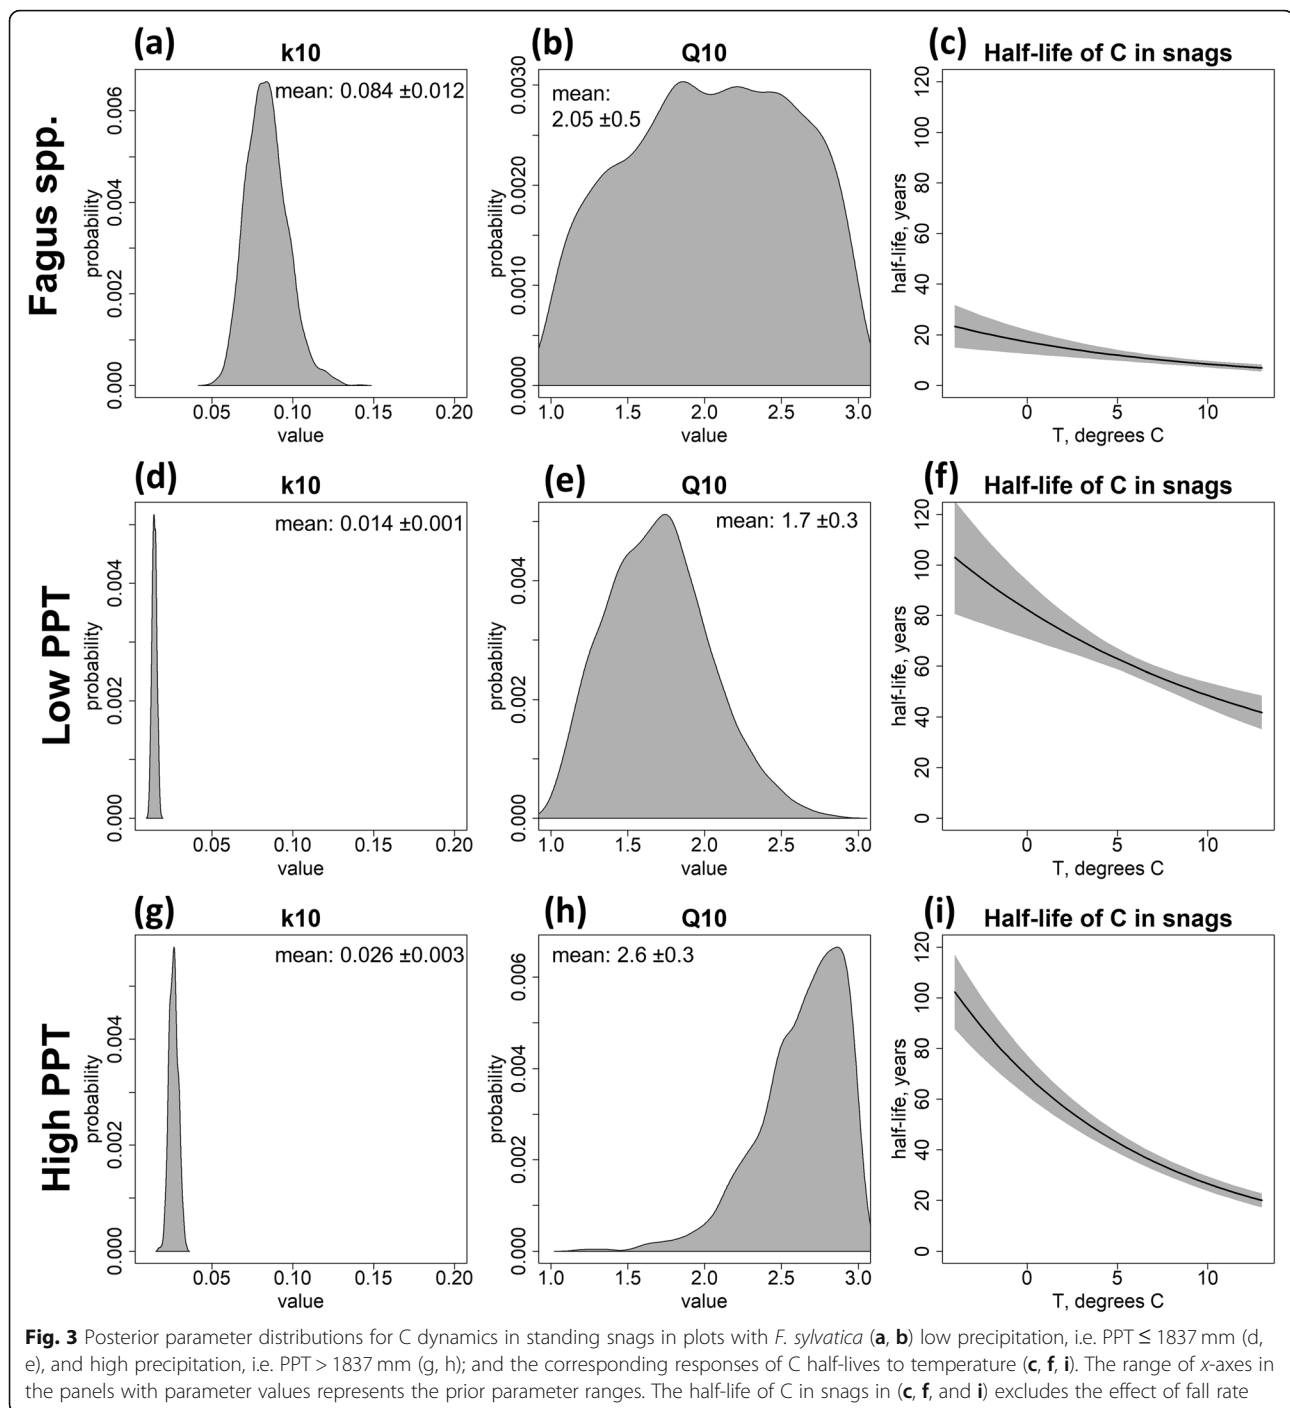 (a)
k10
mean: 0.084 ±0.012
Fagus spp.
probability
0.000
0.002
0.004
0.006
0.05
0.10
0.15
0.20
value
(b)
Q10
mean:
2.05 ±0.5
probability
0.0000
0.0010
0.0020
0.0030
1.0
1.5
2.0
2.5
3.0
value
(c)
Half-life of C in snags
half-life, years
0
20
40
60
80
100
120
0
5
10
T, degrees C
(d)
k10
mean: 0.014 ±0.001
Low PPT
probability
0.000
0.002
0.004
0.05
0.10
0.15
0.20
value
(e)
Q10
mean: 1.7 ±0.3
probability
0.000
0.002
0.004
1.0
1.5
2.0
2.5
3.0
value
(f)
Half-life of C in snags
half-life, years
0
20
40
60
80
100
120
0
5
10
T, degrees C
(g)
k10
mean: 0.026 ±0.003
High PPT
probability
0.000
0.002
0.004
0.05
0.10
0.15
0.20
value
(h)
Q10
mean: 2.6 ±0.3
probability
0.000
0.002
0.004
0.006
1.0
1.5
2.0
2.5
3.0
value
(i)
Half-life of C in snags
half-life, years
0
20
40
60
80
100
120
0
5
10
T, degrees C
Fig. 3 Posterior parameter distributions for C dynamics in standing snags in plots with F. sylvatica (a, b) low precipitation, i.e. PPT ≤ 1837 mm (d,
e), and high precipitation, i.e. PPT > 1837 mm (g, h); and the corresponding responses of C half-lives to temperature (c, f, i). The range of x-axes in
the panels with parameter values represents the prior parameter ranges. The half-life of C in snags in (c, f, and i) excludes the effect of fall rate